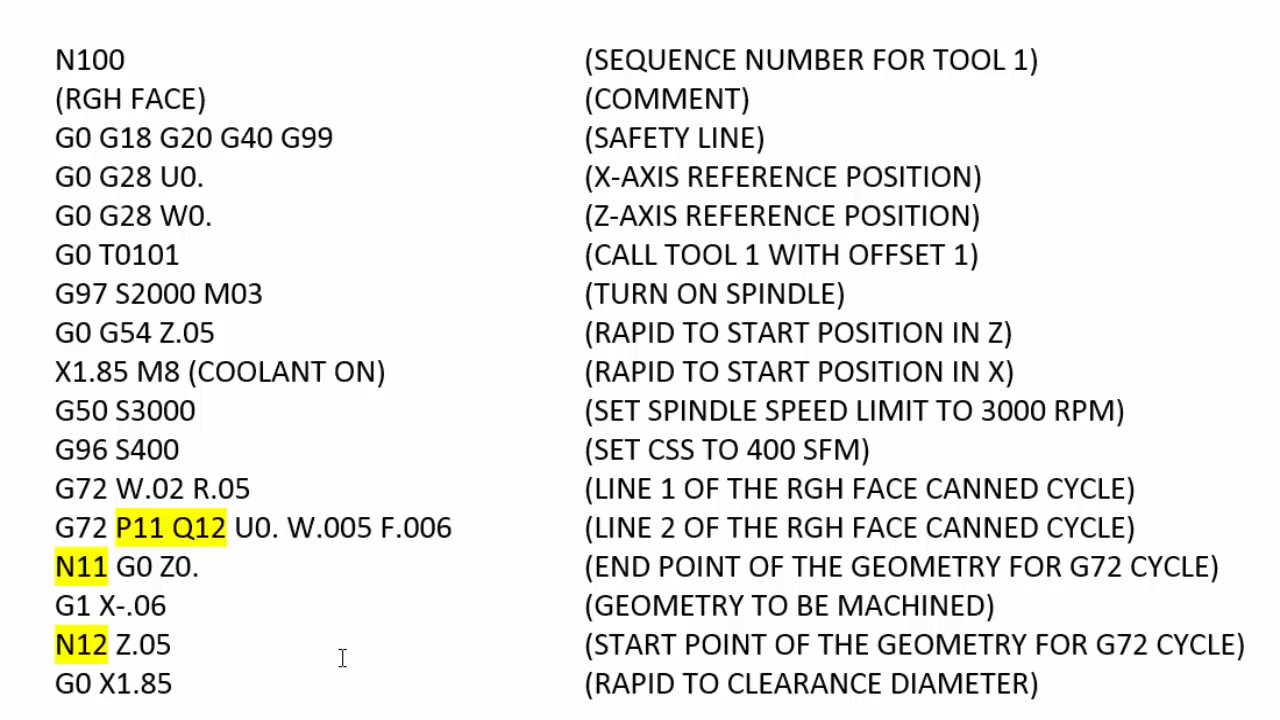 N100 (SEQUENCE NUMBER FOR TOOL 1)
(RGH FACE) (COMMENT)
G0 G18 G20 G40 G99 (SAFETY LINE)
G0 G28 U0. (X-AXIS REFERENCE POSITION)
G0 G28 W0. (Z-AXIS REFERENCE POSITION)
G0 T0101 (CALL TOOL 1 WITH OFFSET 1)
G97 S2000 M03 (TURN ON SPINDLE)
G0 G54 Z.05 (RAPID TO START POSITION IN Z)
X1.85 M8 (COOLANT ON) (RAPID TO START POSITION IN X)
G50 S3000 (SET SPINDLE SPEED LIMIT TO 3000 RPM)
G96 S400 (SET CSS TO 400 SFM)
G72 W.02 R.05 (LINE 1 OF THE RGH FACE CANNED CYCLE)
G72 P11 Q12 U0. W.005 F.006 (LINE 2 OF THE RGH FACE CANNED CYCLE)
N11 G0 Z0. (END POINT OF THE GEOMETRY FOR G72 CYCLE)
G1 X-.06 (GEOMETRY TO BE MACHINED)
N12 Z.05 (START POINT OF THE GEOMETRY FOR G72 CYCLE)
G0 X1.85 (RAPID TO CLEARANCE DIAMETER)